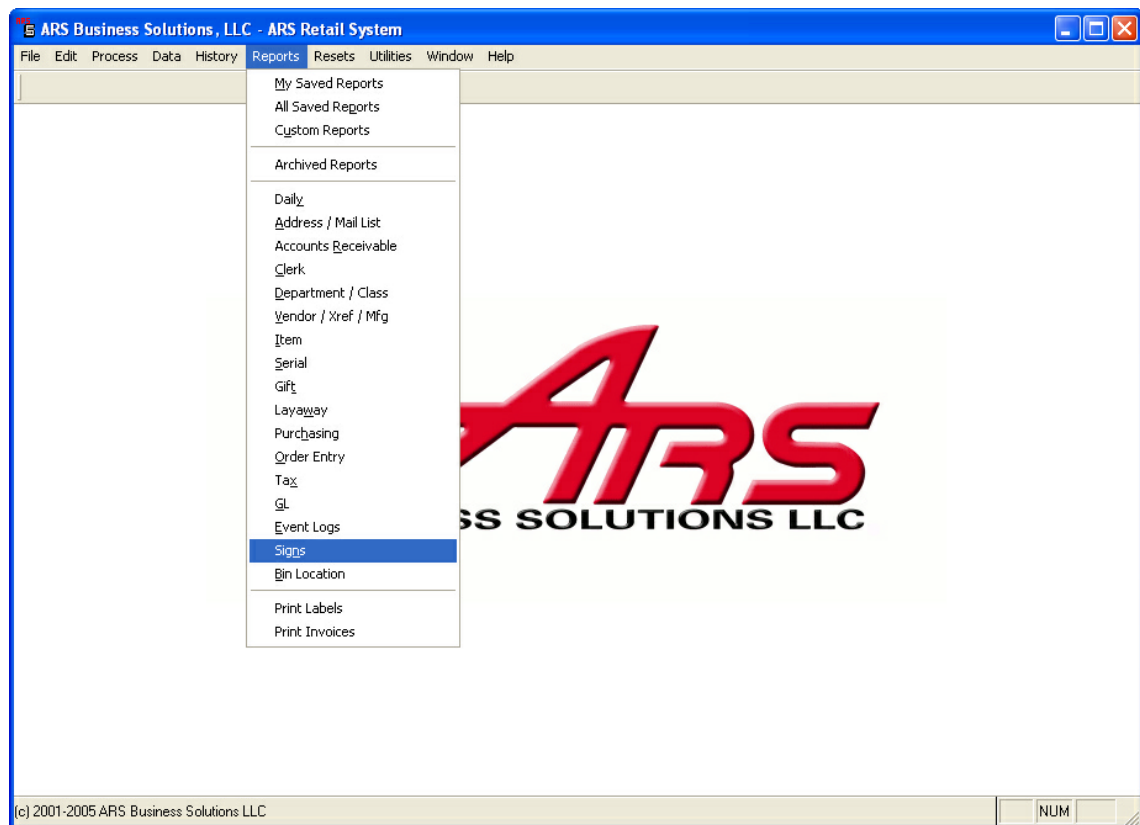 ARS Business Solutions, LLC - ARS Retail System
File Edit Process Data History Reports Resets Utilities Window Help
My Saved Reports
All Saved Reports
Custom Reports
Archived Reports
Daily
Address / Mail List
Accounts Receivable
Clerk
Department / Class
Vendor / Xref / Mfg
Item
Serial
Gift
Layaway
Purchasing
Order Entry
Tax
GL
Event Logs
Signs
Bin Location
Print Labels
Print Invoices
ARS
SS SOLUTIONS LLC
(c) 2001-2005 ARS Business Solutions LLC
NUM